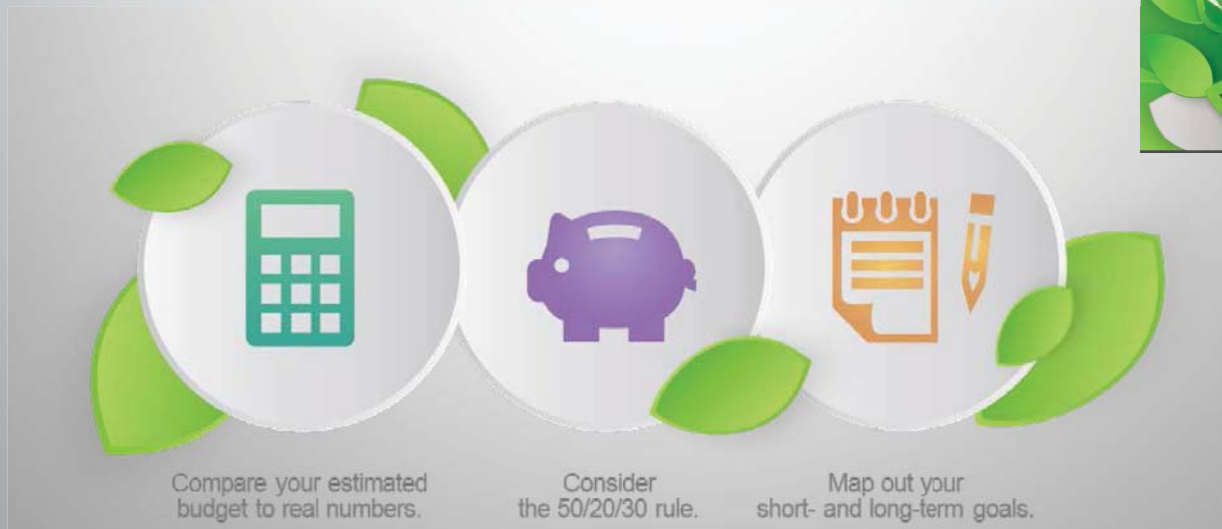 Compare your estimated
budget to real numbers.
Consider
the 50/20/30 rule.
Map out your
short- and long-term goals.